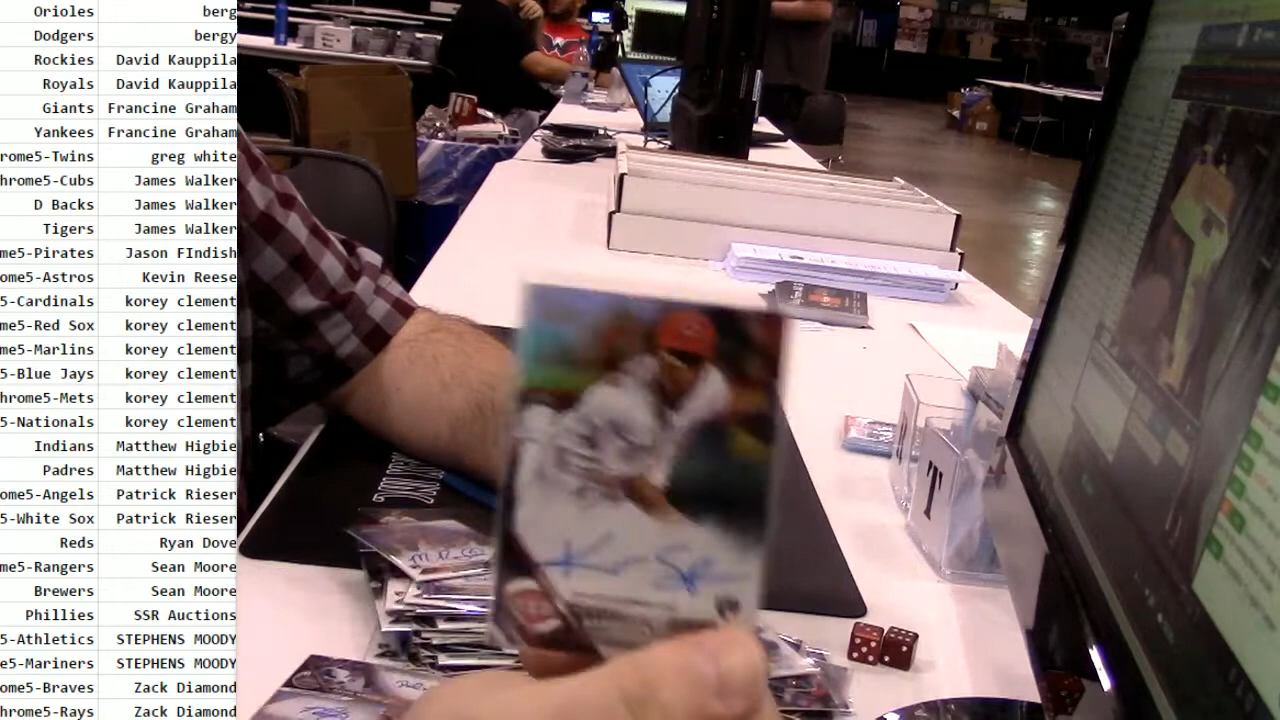 Orioles berg
Dodgers bergy
Rockies David Kauppila
Royals David Kauppila
Giants Francine Graham
Yankees Francine Graham
rome5-Twins greg white
hrome5-Cubs James Walker
D Backs James Walker
Tigers James Walker
me5-Pirates Jason FIndish
ome5-Astros Kevin Reese
5-Cardinals korey clement
me5-Red Sox korey clement
me5-Marlins korey clement
5-Blue Jays korey clement
hrome5-Mets korey clement
5-Nationals korey clement
Indians Matthew Higbie
Padres Matthew Higbie
ome5-Angels Patrick Rieser
5-White Sox Patrick Rieser
Reds Ryan Dove
me5-Rangers Sean Moore
Brewers Sean Moore
Phillies SSR Auctions
5-Athletics STEPHENS MOODY
e5-Mariners STEPHENS MOODY
ome5-Braves Zack Diamond
hrome5-Rays Zack Diamond
T